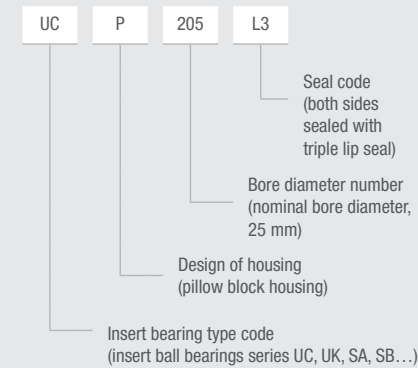 UC P 205 L3
Seal code
(both sides
sealed with
triple lip seal)
Bore diameter number
(nominal bore diameter,
25 mm)
Design of housing
(pillow block housing)
Insert bearing type code
(insert ball bearings series UC, UK, SA, SB…)